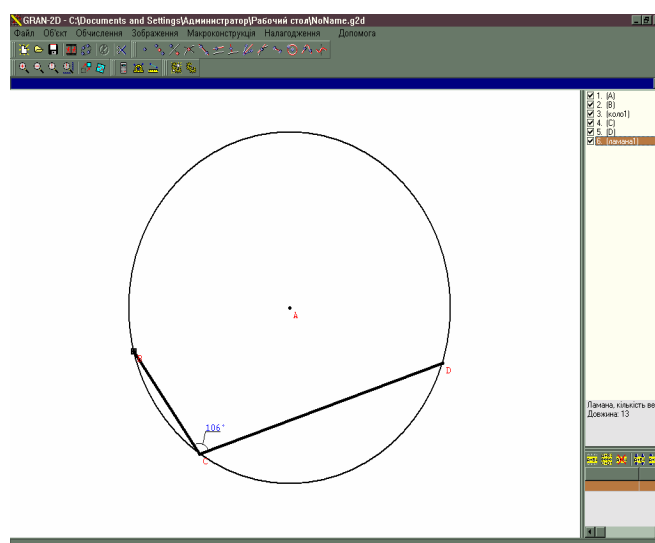 GRAN-2D - C:\Documents and Settings\Администратор\Рабочий стол\NoName.g2d
Файл Об'єкт Обчислення Зображення Макроконструкція Налагодження Допомога
1. (A)
2. (B)
3. (коло1)
4. (C)
5. (D)
6. (ламана1)
A
B
D
106°
C
Ламана, кількість ве
Довжина: 13